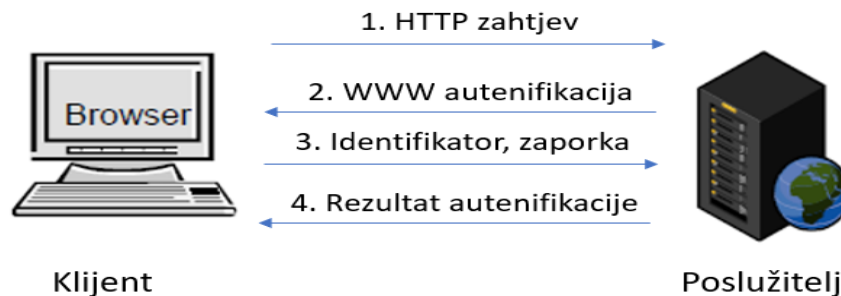 1. HTTP zahtjev
2. WWW autenifikacija
Browser
3. Identifikator, zaporka
4. Rezultat autenifikacije
Klijent
Poslužitelj